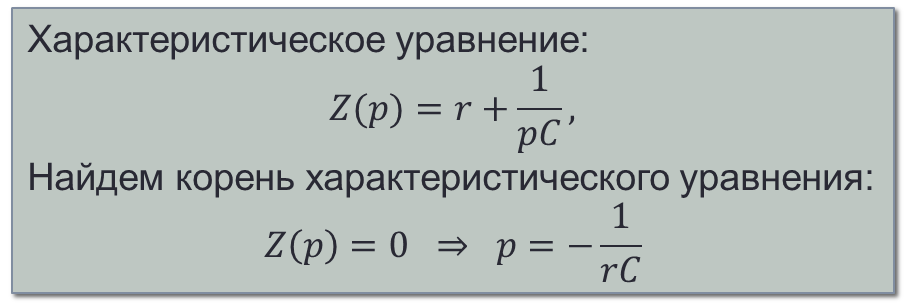 Характеристическое уравнение:
Z(p) = r + 1/pC,
Найдем корень характеристического уравнения:
Z(p) = 0 ⇒ p = − 1/rC